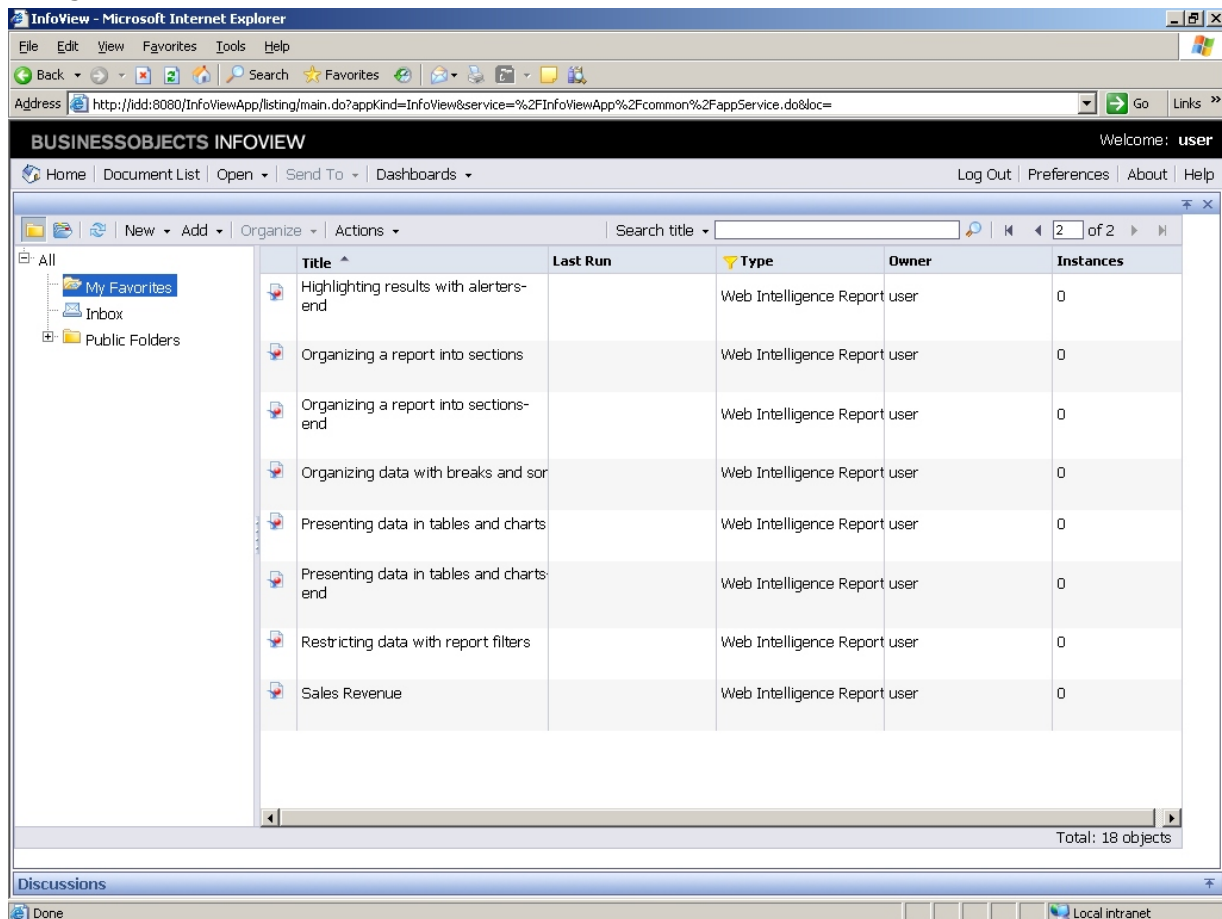 InfoView - Microsoft Internet Explorer
File Edit View Favorites Tools Help
Back Search Favorites
Address http://idd:8080/InfoViewApp/listing/main.do?appKind=InfoView&service=%2FInfoViewApp%2Fcommon%2FappService.do&loc= Go Links »
BUSINESSOBJECTS INFOVIEW Welcome: user
Home Document List Open Send To Dashboards Log Out Preferences About Help
New Add Organize Actions Search title 2 of 2
All
My Favorites
Inbox
Public Folders
Title Last Run Type Owner Instances
Highlighting results with alerters-
end Web Intelligence Report user 0
Organizing a report into sections Web Intelligence Report user 0
Organizing a report into sections-
end Web Intelligence Report user 0
Organizing data with breaks and sor Web Intelligence Report user 0
Presenting data in tables and charts Web Intelligence Report user 0
Presenting data in tables and charts-
end Web Intelligence Report user 0
Restricting data with report filters Web Intelligence Report user 0
Sales Revenue Web Intelligence Report user 0
Total: 18 objects
Discussions
Done Local intranet